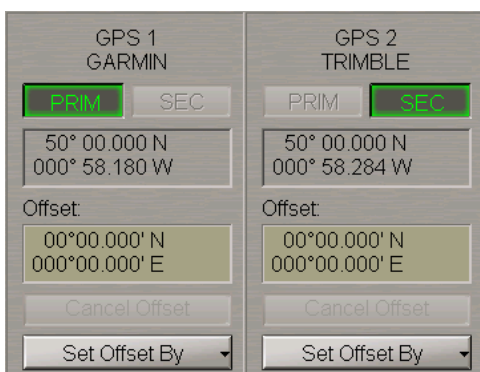 GPS 1
GARMIN
PRIM SEC
50° 00.000 N
000° 58.180 W
Offset:
00°00.000' N
000°00.000' E
Cancel Offset
Set Offset By
GPS 2
TRIMBLE
PRIM SEC
50° 00.000 N
000° 58.284 W
Offset:
00°00.000' N
000°00.000' E
Cancel Offset
Set Offset By